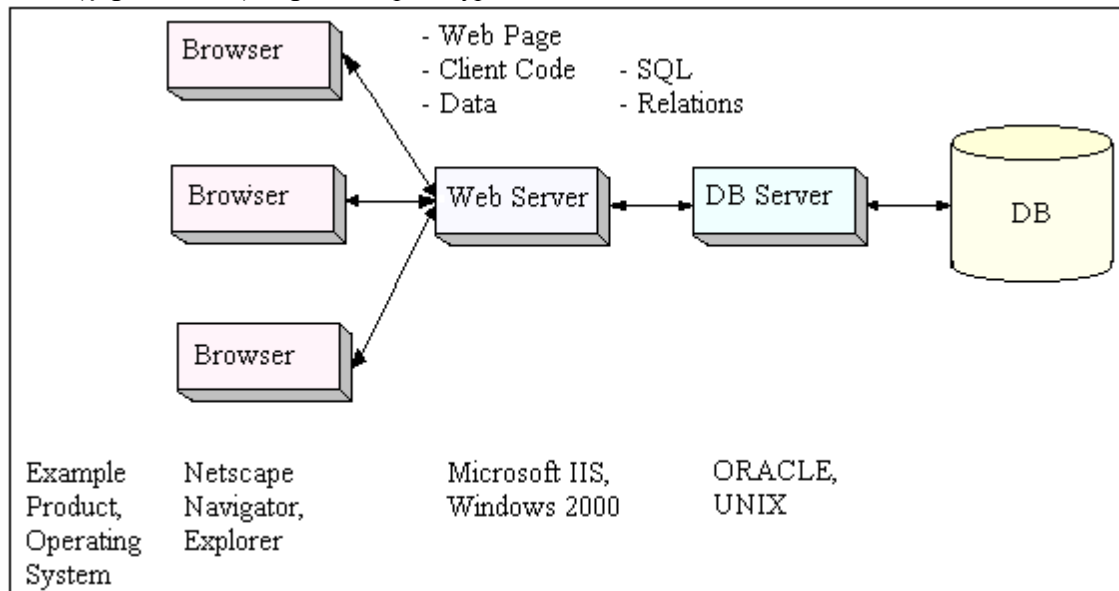 Browser
- Web Page
- Client Code
- Data
- SQL
- Relations
Browiser
Web Server
DB Server
DB
Browser
Example
Product,
Operating
System
Netscape
Navigator,
Explorer
Microsoft IIS,
Windows 2000
ORACLE,
UNIX